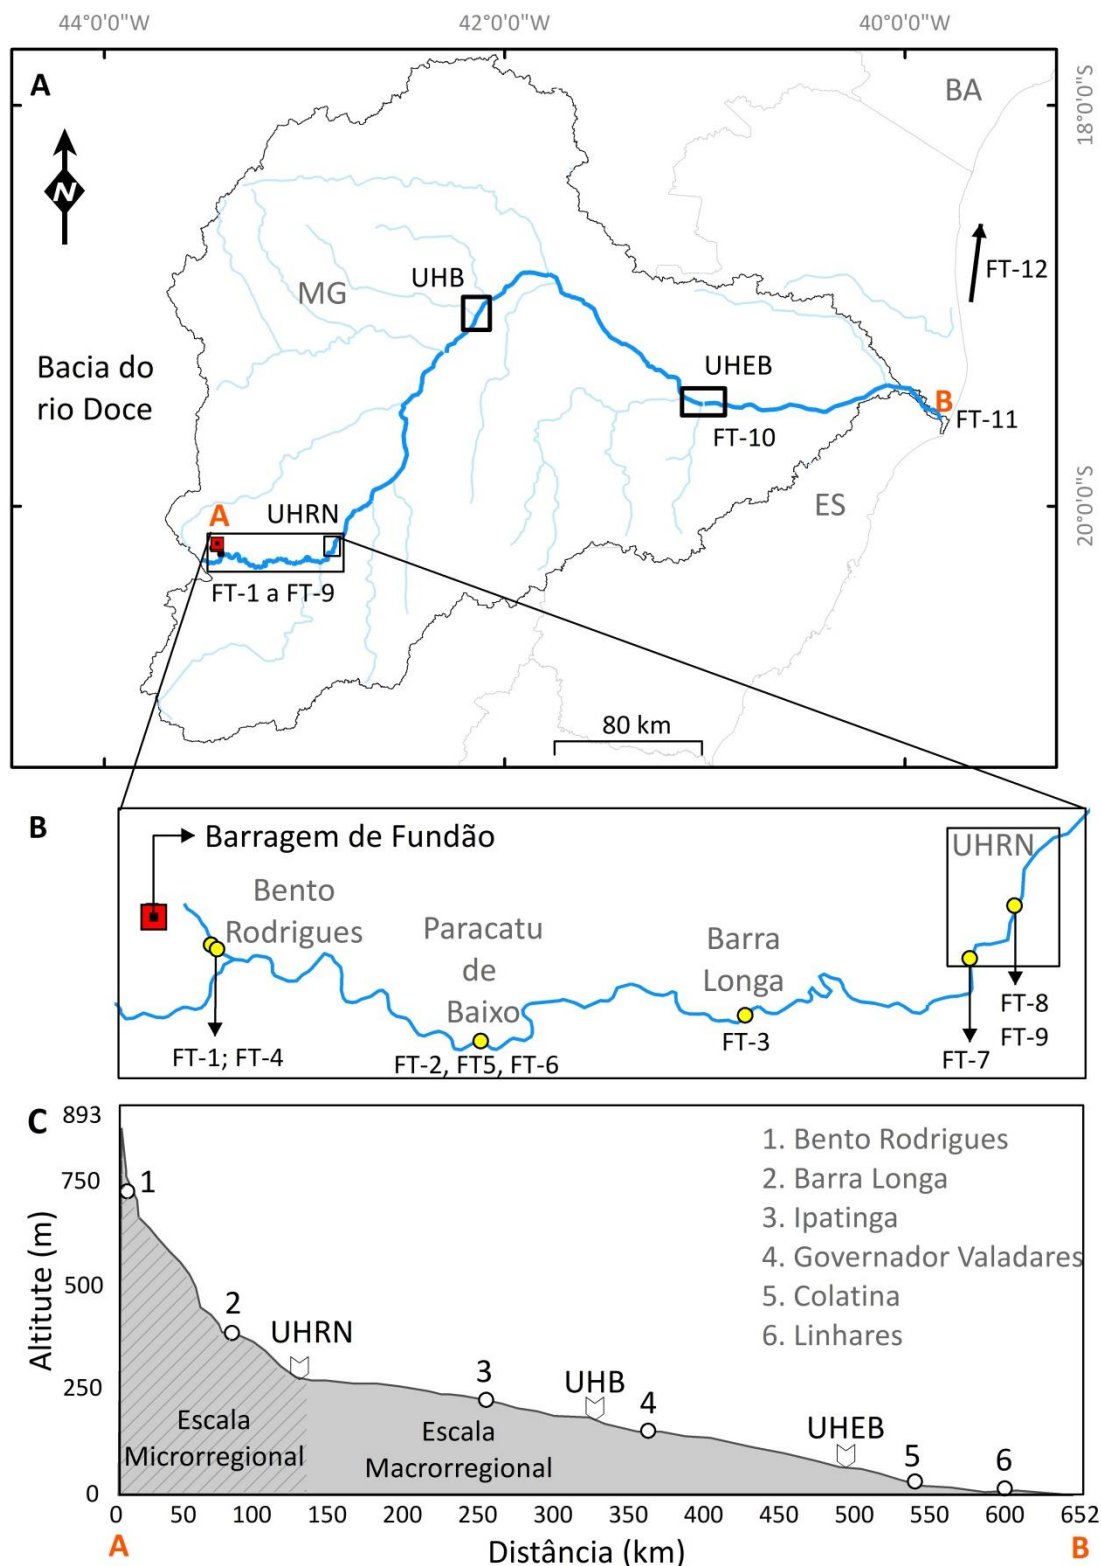 44°0'0"W
42°0'0"W
40°0'0"W
A
BA
18°0'0"S
N
FT-12
UHB
MG
Bacia do
rio Doce
UHEB
B
FT-11
FT-10
A
UHRN
ES
20°0'0"S
FT-1 a FT-9
80 km
B
Barragem de Fundão
UHRN
Bento
Rodrigues
Paracatu
de
Baixo
Barra
Longa
FT-8
FT-9
FT-7
FT-1; FT-4
FT-2, FT5, FT-6
FT-3
C
893
750
500
250
0
Altitute (m)
1
2
UHRN
3
UHB
4
UHEB
5
6
1. Bento Rodrigues
2. Barra Longa
3. Ipatinga
4. Governador Valadares
5. Colatina
6. Linhares
Escala
Microrregional
Escala
Macrorregional
0 50 100 150 200 250 300 350 400 450 500 550 600 652
A
Distância (km)
B